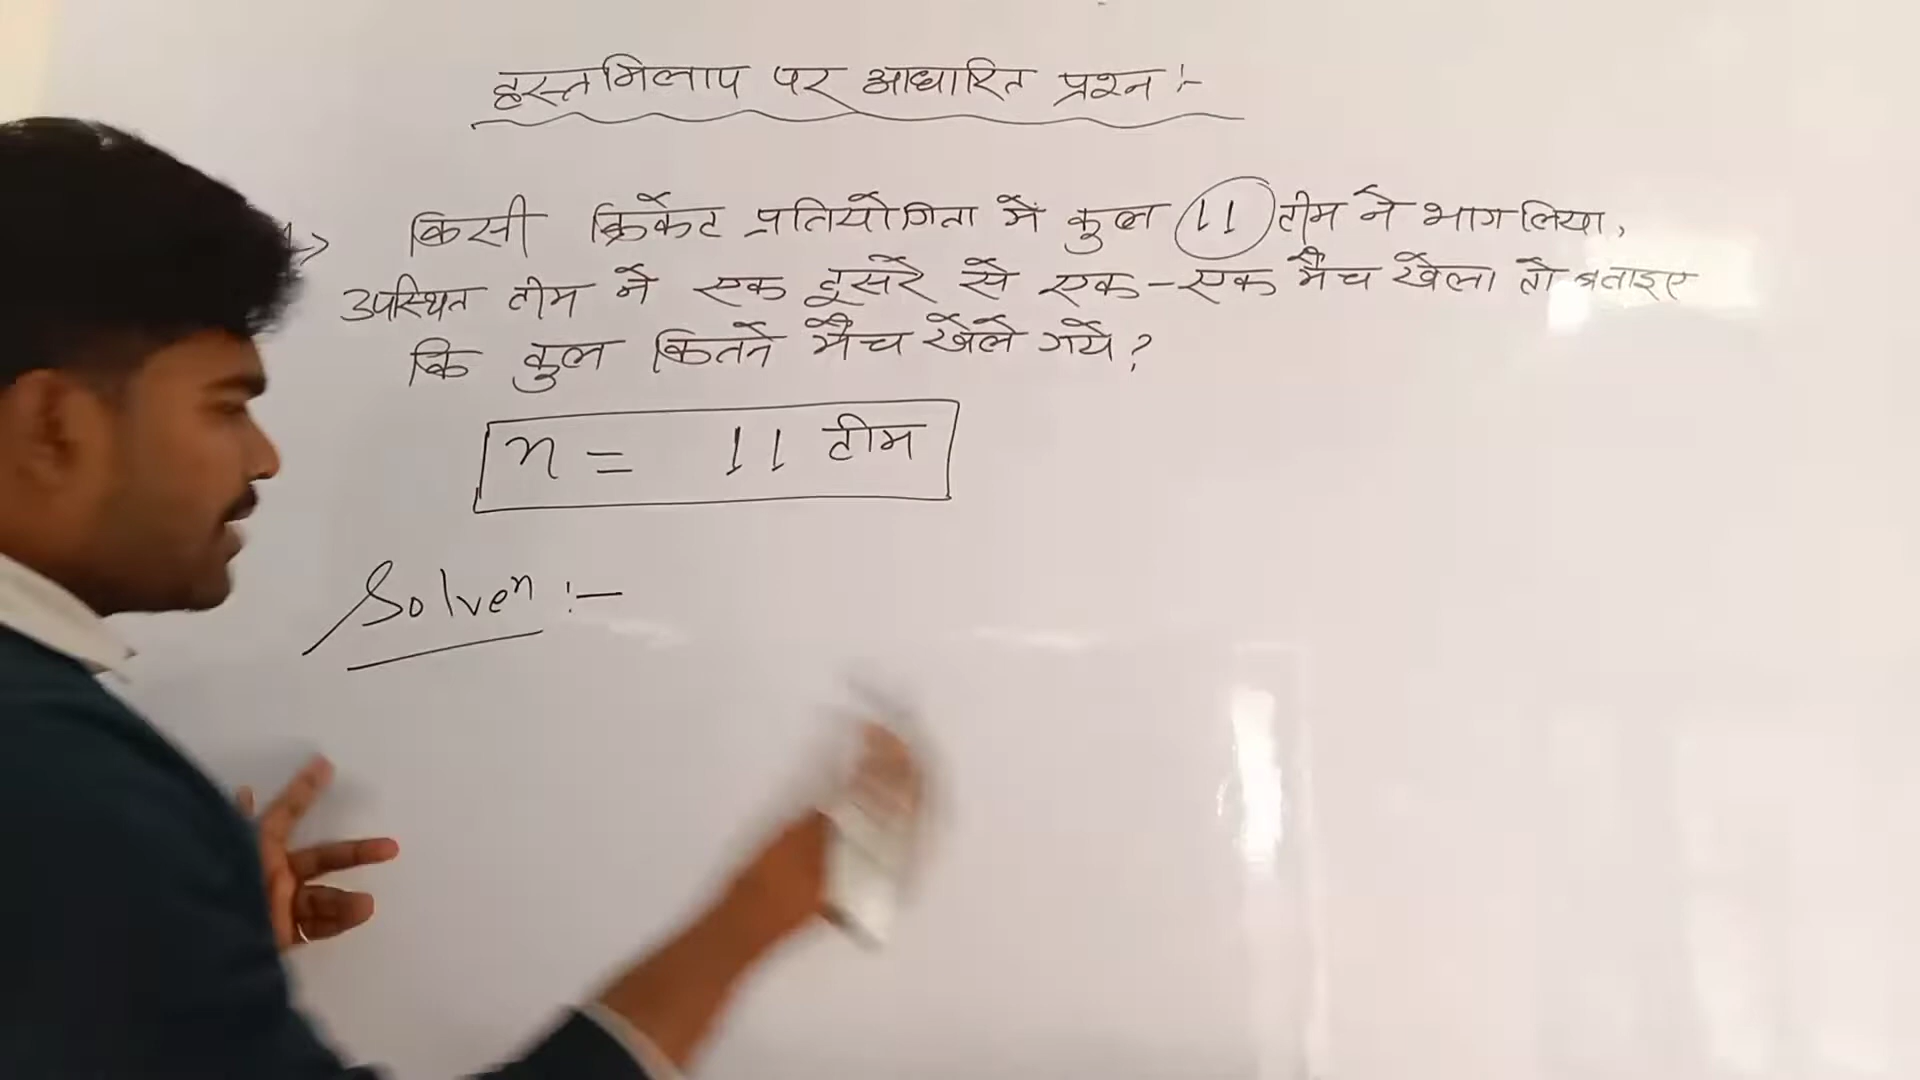 हस्तमिलाप पर आधारित प्रश्न :-
किसी क्रिकेट प्रतियोगिता में कुल 11 टीम ने भाग लिया,
उपस्थित टीम ने एक दूसरे से एक-एक मैच खेला तो बताइए
कि कुल कितने मैच खेले गये ?
n = 11 टीम
Solven :-